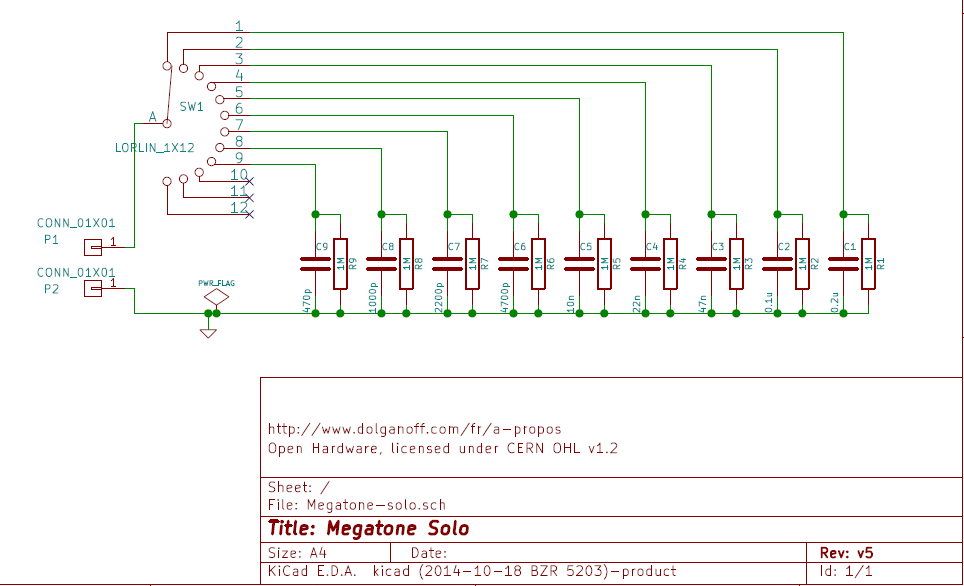 1
2
3
4
5
6
7
8
9
10
11
12
SW1
A
LORLIN_1X12
CONN_01X01
P1
1
CONN_01X01
P2
1
PWR_FLAG
C9
1M
R9
470p
C8
1M
R8
1000p
C7
1M
R7
2200p
C6
1M
R6
4700p
C5
1M
R5
10n
C4
1M
R4
22n
C3
1M
R3
47n
C2
1M
R2
0.1u
C1
1M
R1
0.2u
http://www.dolganoff.com/fr/a-propos
Open Hardware, licensed under CERN OHL v1.2
Sheet: /
File: Megatone-solo.sch
Title: Megatone Solo
Size: A4 Date: Rev: v5
KiCad E.D.A. kicad (2014-10-18 BZR 5203)-product Id: 1/1